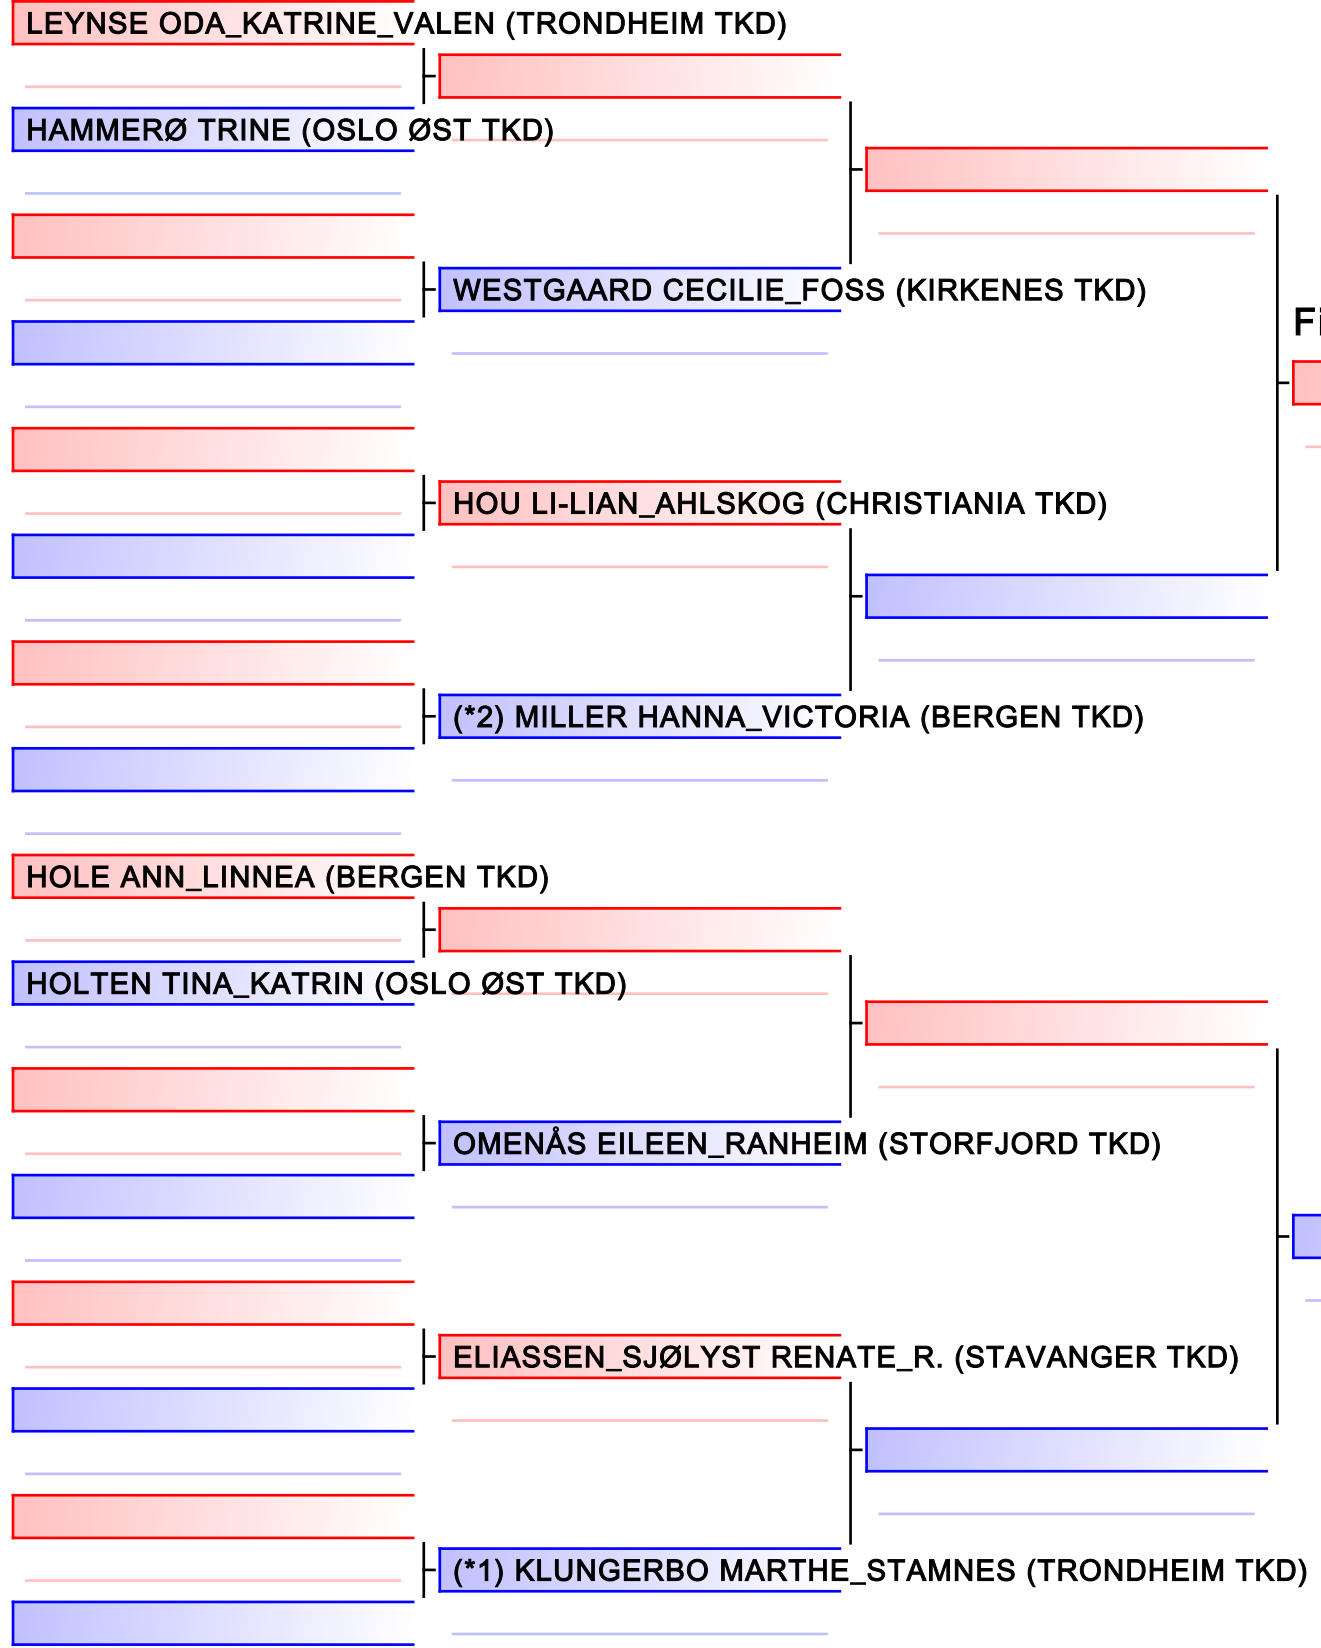 LEYNSE ODA_KATRINE_VALEN (TRONDHEIM TKD)
HAMMERØ TRINE (OSLO ØST TKD)
WESTGAARD CECILIE_FOSS (KIRKENES TKD)
HOU LI-LIAN_AHLSKOG (CHRISTIANIA TKD)
(*2) MILLER HANNA_VICTORIA (BERGEN TKD)
HOLE ANN_LINNEA (BERGEN TKD)
HOLTEN TINA_KATRIN (OSLO ØST TKD)
OMENÅS EILEEN_RANHEIM (STORFJORD TKD)
ELIASSEN_SJØLYST RENATE_R. (STAVANGER TKD)
(*1) KLUNGERBO MARTHE_STAMNES (TRONDHEIM TKD)